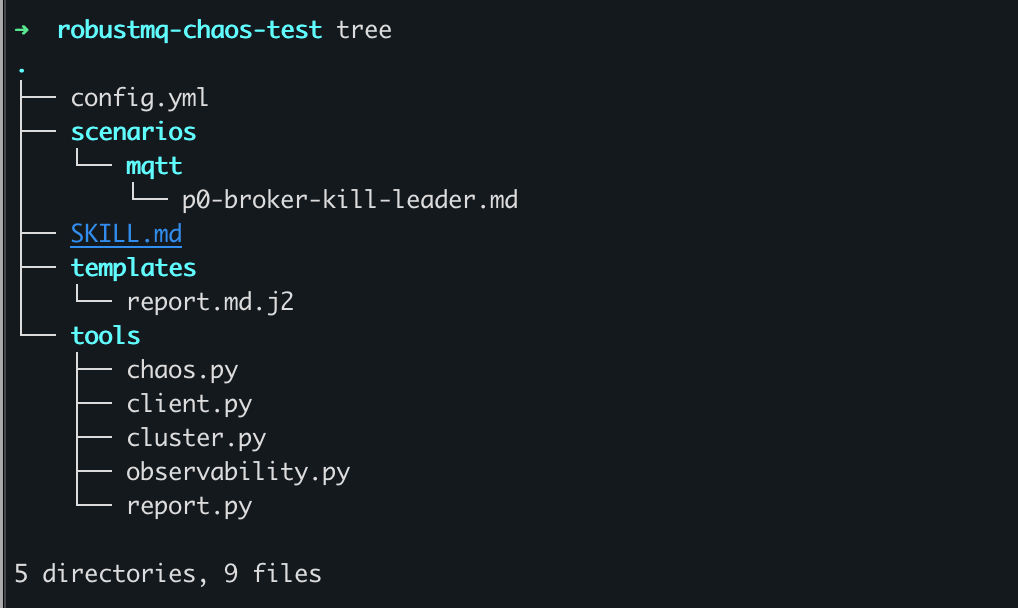 ➜  robustmq-chaos-test tree
.
├── config.yml
├── scenarios
│   └── mqtt
│       └── p0-broker-kill-leader.md
├── SKILL.md
├── templates
│   └── report.md.j2
└── tools
    ├── chaos.py
    ├── client.py
    ├── cluster.py
    ├── observability.py
    └── report.py

5 directories, 9 files